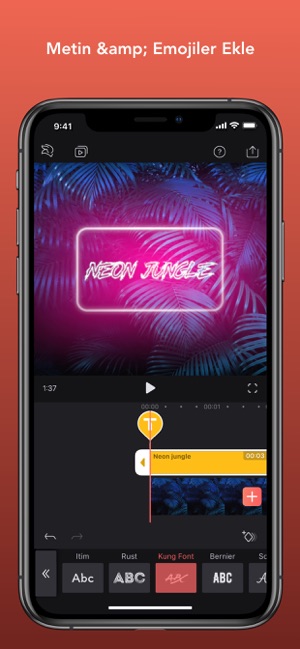 Metin &amp; Emojiler Ekle
9:41
NEON JUNGLE
1:37
00:00
00:01
T
Neon jungle
00:03
Itim
Rust
Kung Font
Bernier
Abc
ABC
ABC
ABC